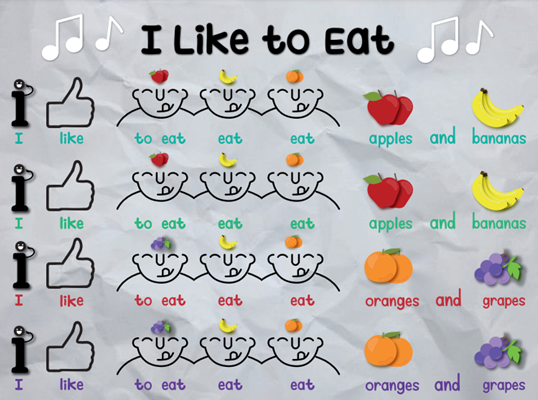 I Like to Eat
I like to eat eat eat apples and bananas
I like to eat eat eat apples and bananas
I like to eat eat eat oranges and grapes
I like to eat eat eat oranges and grapes